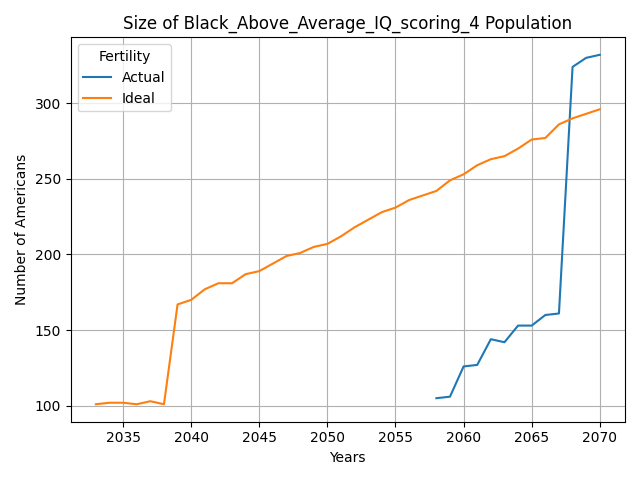 Size of Black_Above_Average_IQ_scoring_4 Population
Fertility
Actual
Ideal
Number of Americans
300
250
200
150
100
2035 2040 2045 2050 2055 2060 2065 2070
Years